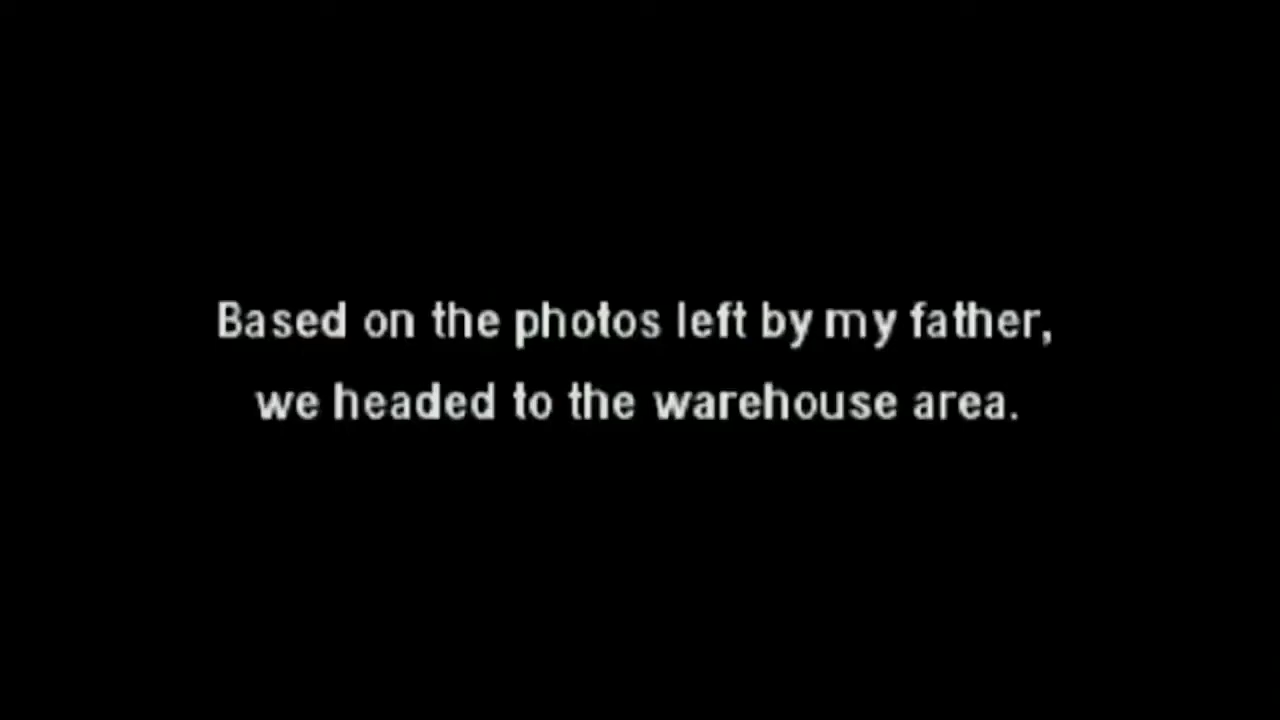 Based on the photos left by my father,
we headed to the warehouse area.